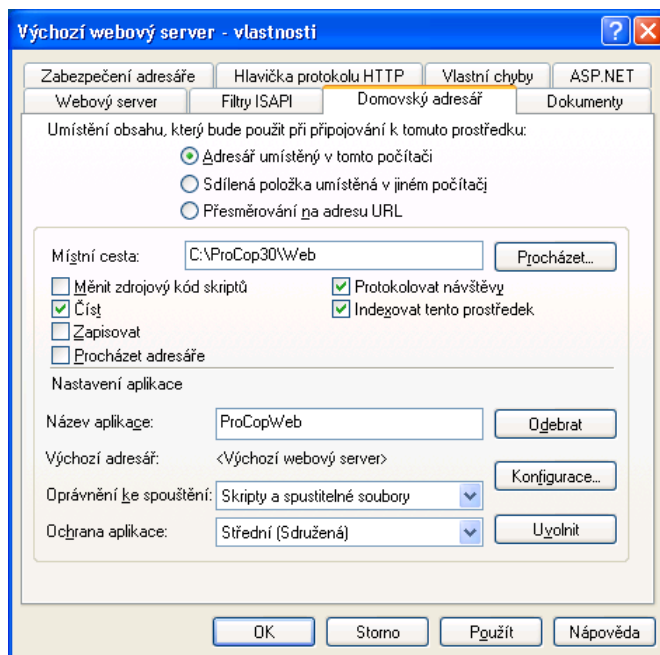 Výchozí webový server - vlastnosti
Zabezpečení adresáře Hlavička protokolu HTTP Vlastní chyby ASP.NET
Webový server Filtry ISAPI Domovský adresář Dokumenty
Umístění obsahu, který bude použit při připojování k tomuto prostředku:
Adresář umístěný v tomto počítači
Sdílená položka umístěná v jiném počítači
Přesměrování na adresu URL
Místní cesta: C:\ProCop30\Web Procházet...
Měnit zdrojový kód skriptů Protokolovat návštěvy
Číst Indexovat tento prostředek
Zapisovat
Procházet adresáře
Nastavení aplikace
Název aplikace: ProCopWeb Odebrat
Výchozí adresář: <Výchozí webový server>
Konfigurace...
Oprávnění ke spouštění: Skripty a spustitelné soubory
Ochrana aplikace: Střední (Sdružená) Uvolnit
OK Storno Použít Nápověda